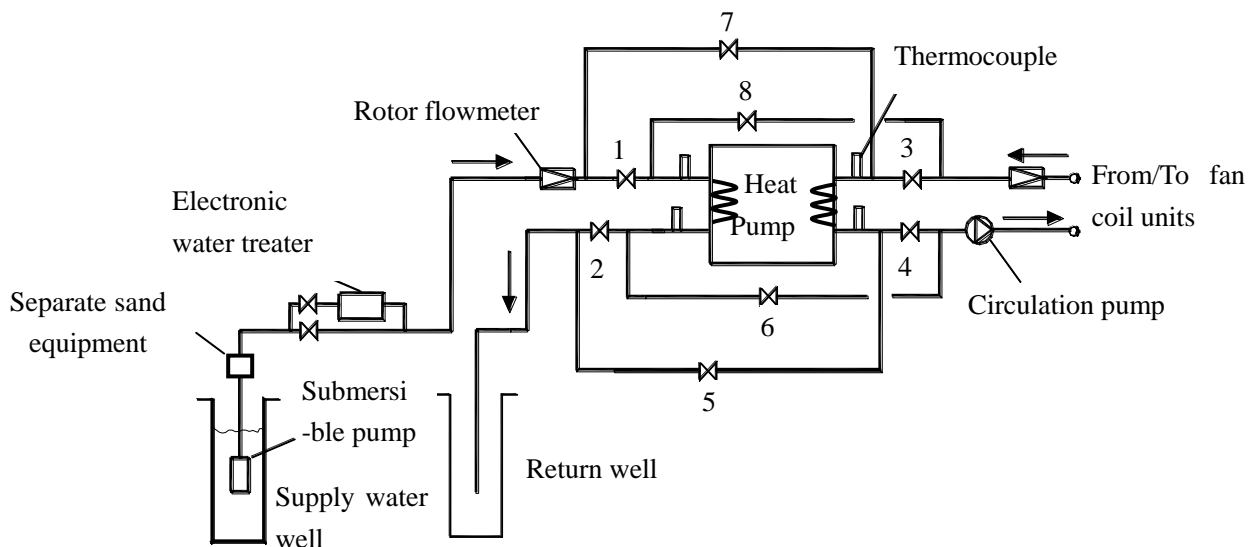 7
Thermocouple
8
Rotor flowmeter
1
3
Heat
Pump
From/To fan
coil units
Electronic
water treater
2
4
Separate sand
equipment
6
Circulation pump
5
Submersi
-ble pump
Return well
Supply water
well